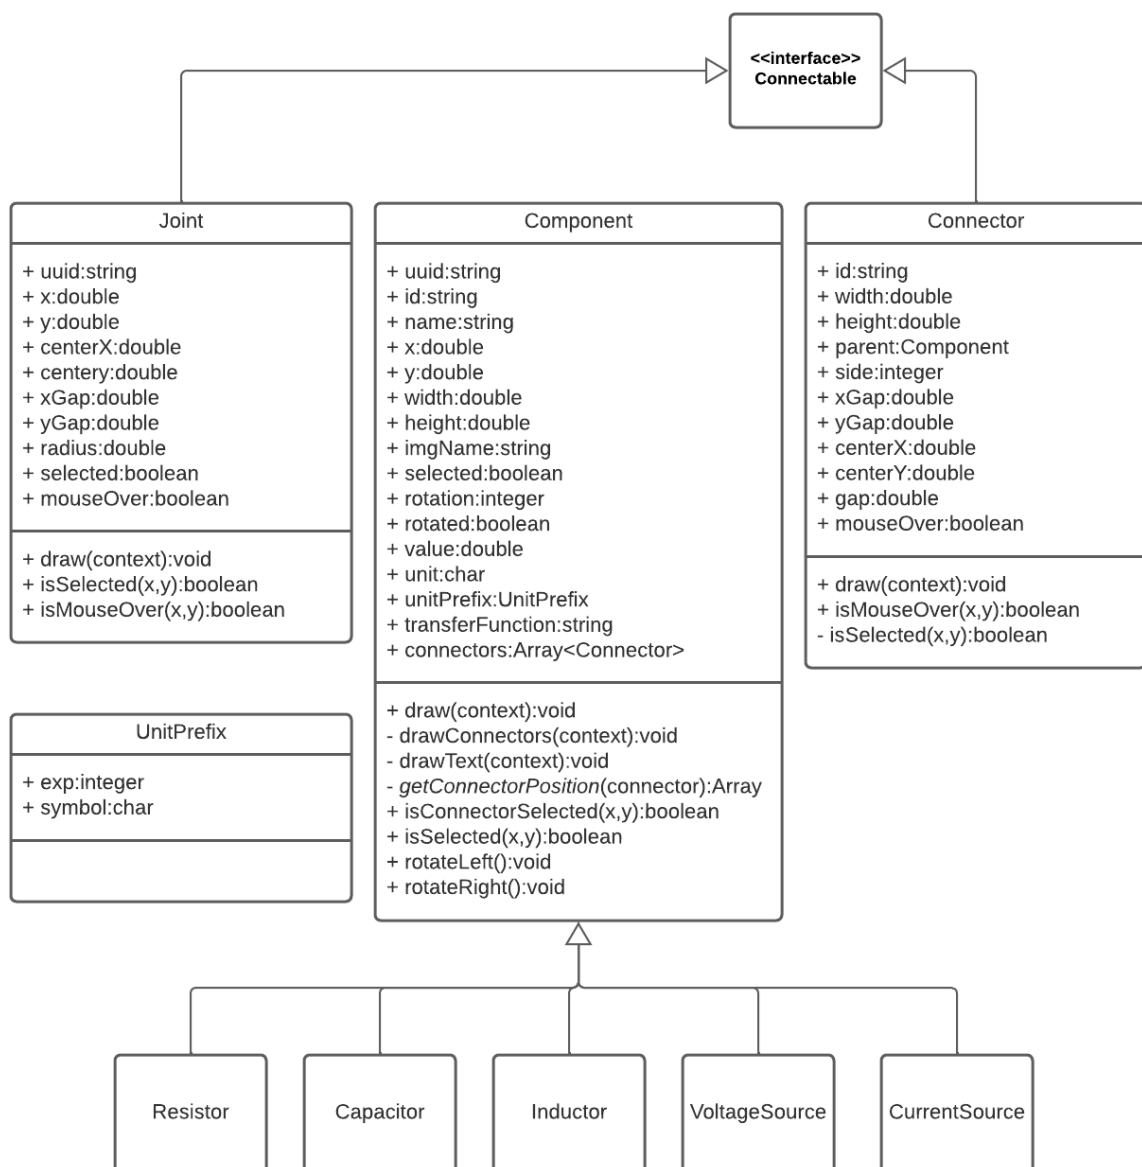 <<interface>>
Connectable
Joint
+ uuid:string
+ x:double
+ y:double
+ centerX:double
+ centery:double
+ xGap:double
+ yGap:double
+ radius:double
+ selected:boolean
+ mouseOver:boolean
+ draw(context):void
+ isSelected(x,y):boolean
+ isMouseOver(x,y):boolean
Component
+ uuid:string
+ id:string
+ name:string
+ x:double
+ y:double
+ width:double
+ height:double
+ imgName:string
+ selected:boolean
+ rotation:integer
+ rotated:boolean
+ value:double
+ unit:char
+ unitPrefix:UnitPrefix
+ transferFunction:string
+ connectors:Array<Connector>
+ draw(context):void
- drawConnectors(context):void
- drawText(context):void
- getConnectorPosition(connector):Array
+ isConnectorSelected(x,y):boolean
+ isSelected(x,y):boolean
+ rotateLeft():void
+ rotateRight():void
Connector
+ id:string
+ width:double
+ height:double
+ parent:Component
+ side:integer
+ xGap:double
+ yGap:double
+ centerX:double
+ centerY:double
+ gap:double
+ mouseOver:boolean
+ draw(context):void
+ isMouseOver(x,y):boolean
- isSelected(x,y):boolean
UnitPrefix
+ exp:integer
+ symbol:char
Resistor
Capacitor
Inductor
VoltageSource
CurrentSource